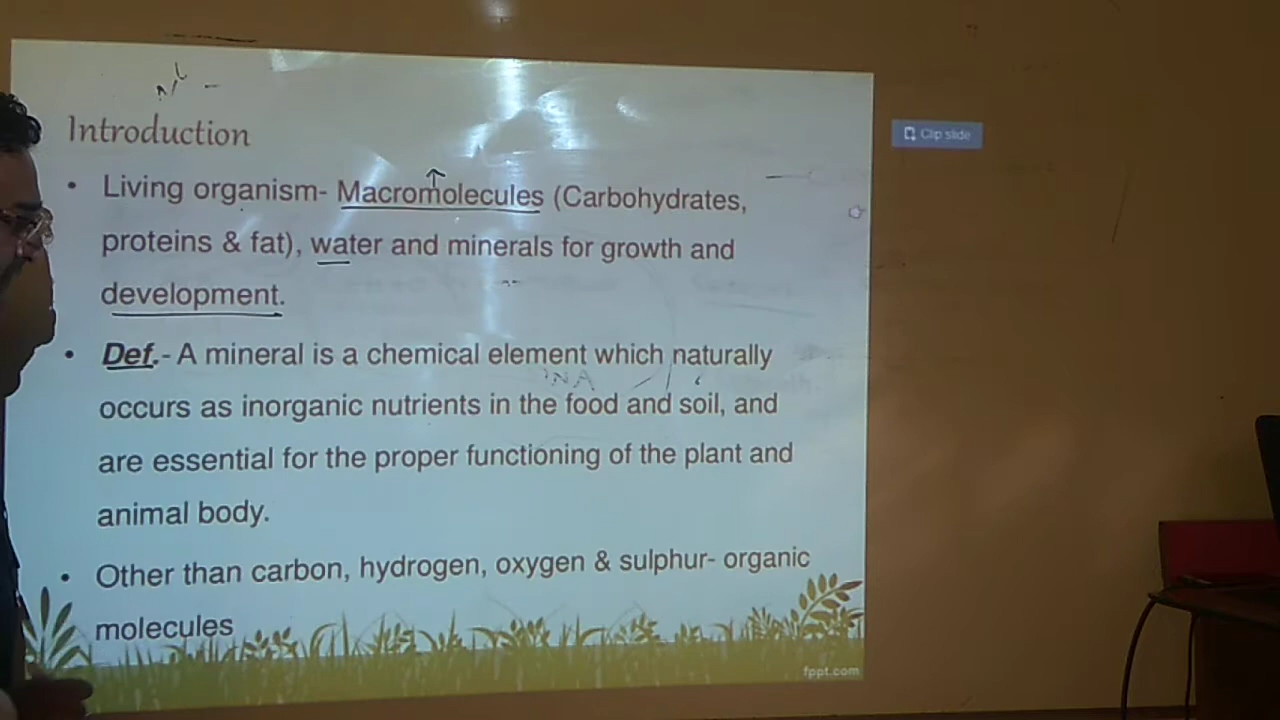 Introduction
• Living organism- Macromolecules (Carbohydrates,
proteins & fat), water and minerals for growth and
development.
• Def.- A mineral is a chemical element which naturally
occurs as inorganic nutrients in the food and soil, and
are essential for the proper functioning of the plant and
animal body.
• Other than carbon, hydrogen, oxygen & sulphur- organic
molecules
fppt.com
Clip slide